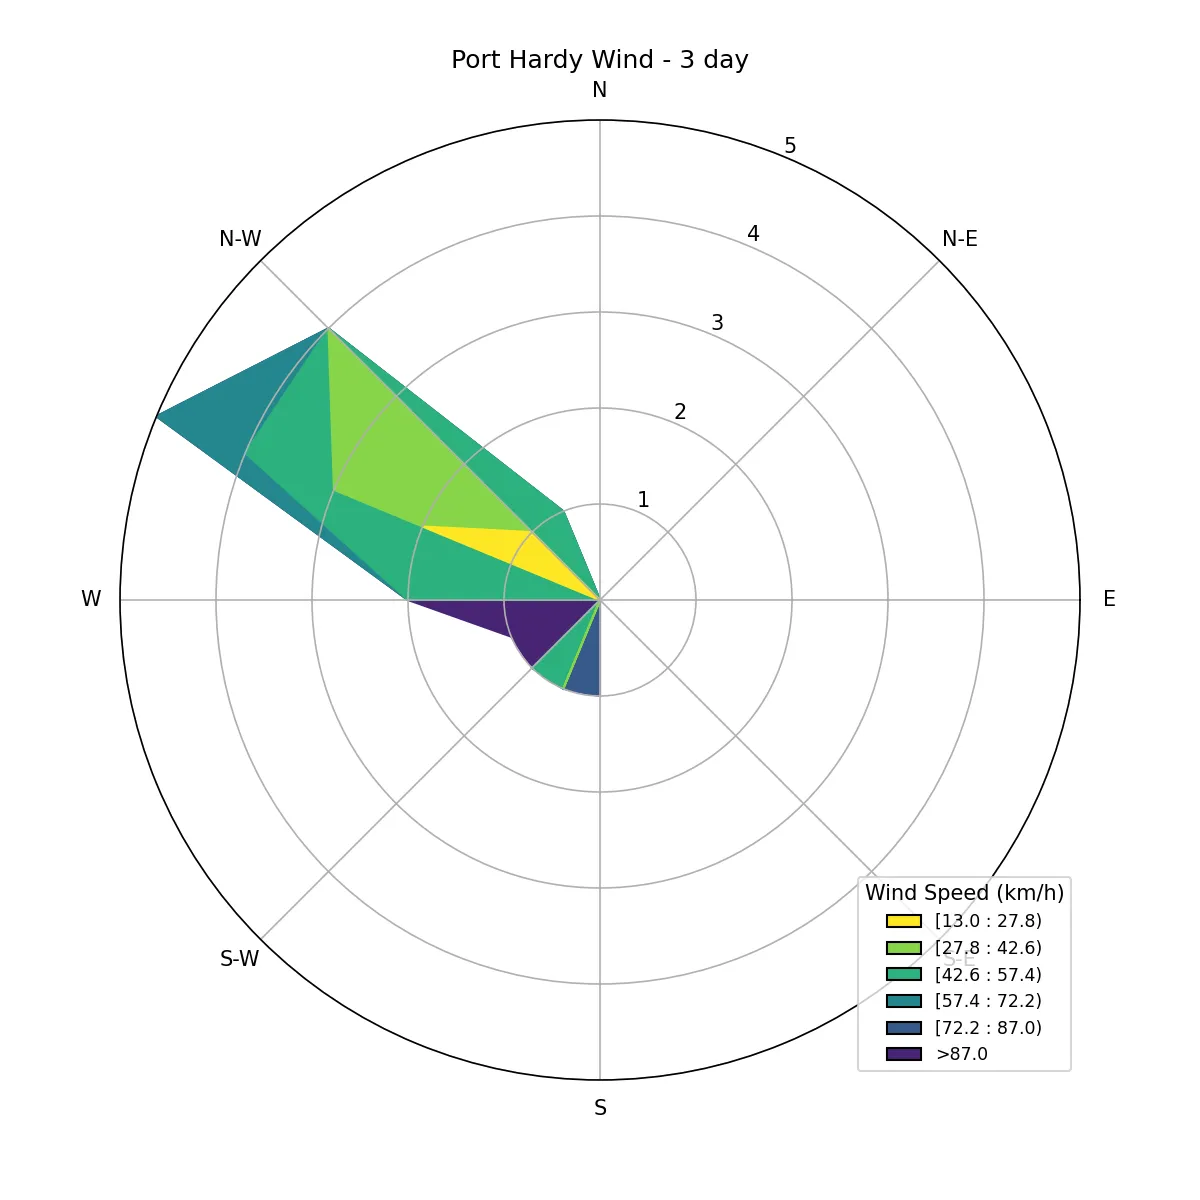 Port Hardy Wind - 3 day
N
5
4
N-W
N-E
3
2
1
W
E
Wind Speed (km/h)
[13.0 : 27.8)
[27.8 : 42.6)
[42.6 : 57.4)
[57.4 : 72.2)
[72.2 : 87.0)
>87.0
S-W
S-E
S